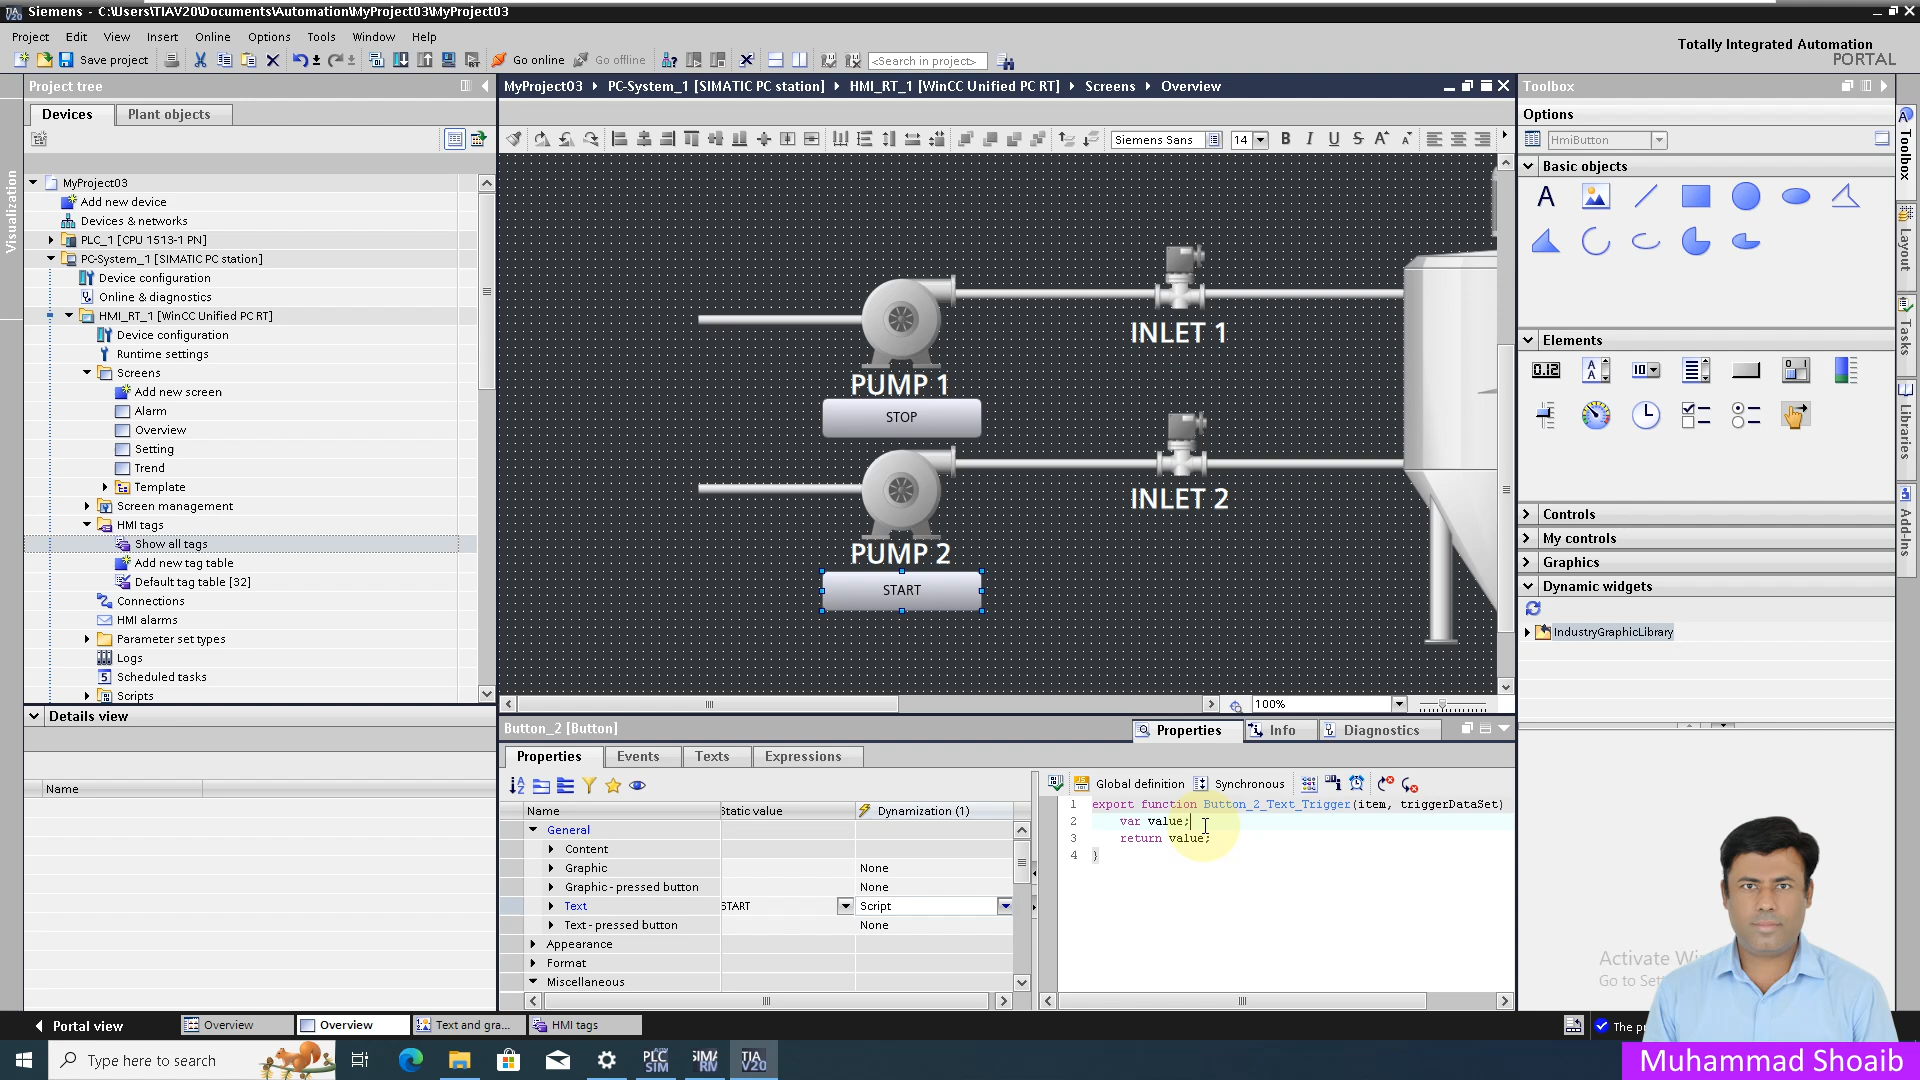 Siemens - C:\Users\TIAV20\Documents\Automation\MyProject03\MyProject03
Project Edit View Insert Online Options Tools Window Help
Totally Integrated Automation
PORTAL
Save project
Go online
Go offline
<Search in project>
Project tree
MyProject03 PC-System_1 [SIMATIC PC station] HMI_RT_1 [WinCC Unified PC RT] Screens Overview
Toolbox
Devices
Plant objects
Options
Siemens Sans
14
HmiButton
Visualization
MyProject03
Add new device
Devices & networks
PLC_1 [CPU 1513-1 PN]
PC-System_1 [SIMATIC PC station]
Device configuration
Online & diagnostics
HMI_RT_1 [WinCC Unified PC RT]
Device configuration
Runtime settings
Screens
Add new screen
Alarm
Overview
Setting
Trend
Template
Screen management
HMI tags
Show all tags
Add new tag table
Default tag table [32]
Connections
HMI alarms
Parameter set types
Logs
Scheduled tasks
Scripts
Details view
Name
PUMP 1
STOP
PUMP 2
START
INLET 1
INLET 2
100%
Basic objects
Elements
Controls
My controls
Graphics
Dynamic widgets
IndustryGraphicLibrary
Toolbox
Layout
Tasks
Libraries
Add-Ins
Button_2 [Button]
Properties
Info
Diagnostics
Properties
Events
Texts
Expressions
Name
Static value
Dynamization (1)
General
Content
Graphic None
Graphic - pressed button None
Text START Script
Text - pressed button None
Appearance
Format
Miscellaneous
Global definition
Synchronous
1 export function Button_2_Text_Trigger(item, triggerDataSet)
2 var value;
3 return value;
4 }
Portal view
Overview
Overview
Text and gra...
HMI tags
The pr
Type here to search
Muhammad Shoaib